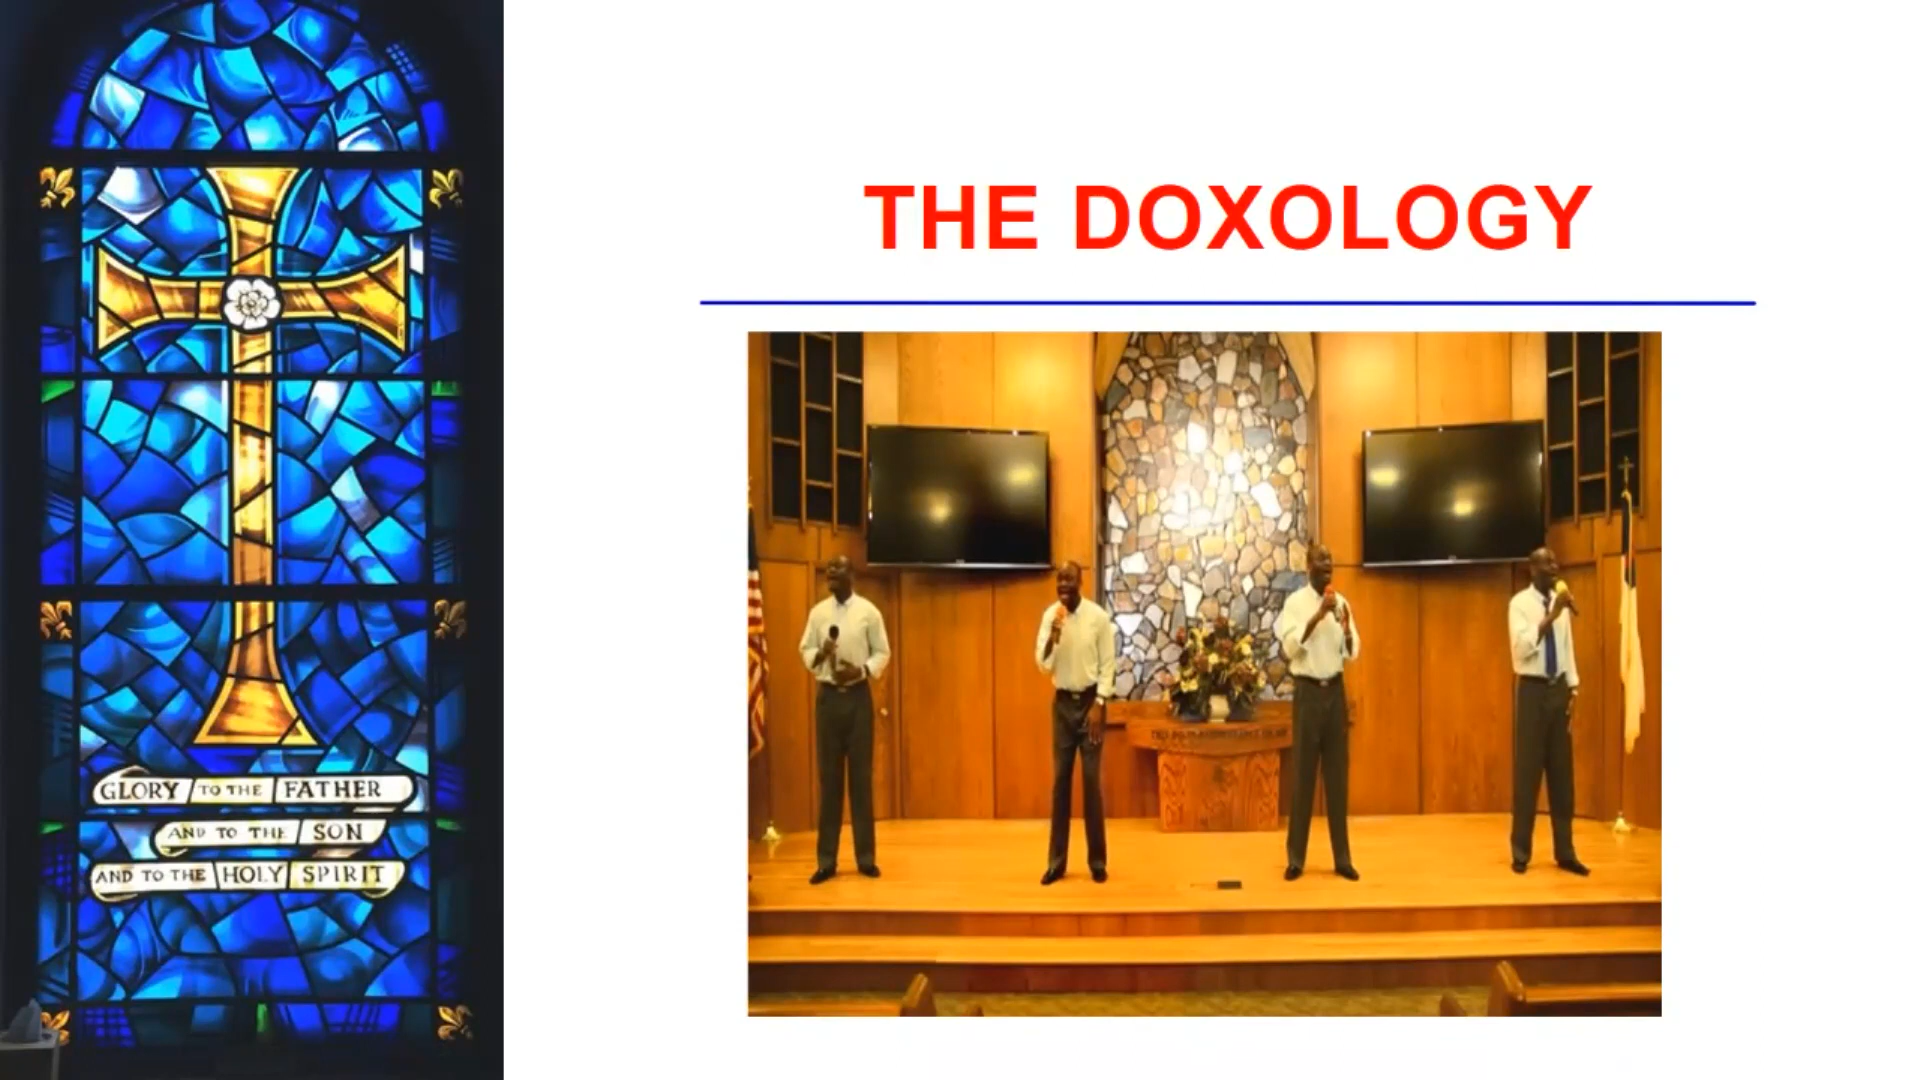 THE DOXOLOGY
GLORY TO THE FATHER
AND TO THE SON
AND TO THE HOLY SPIRIT